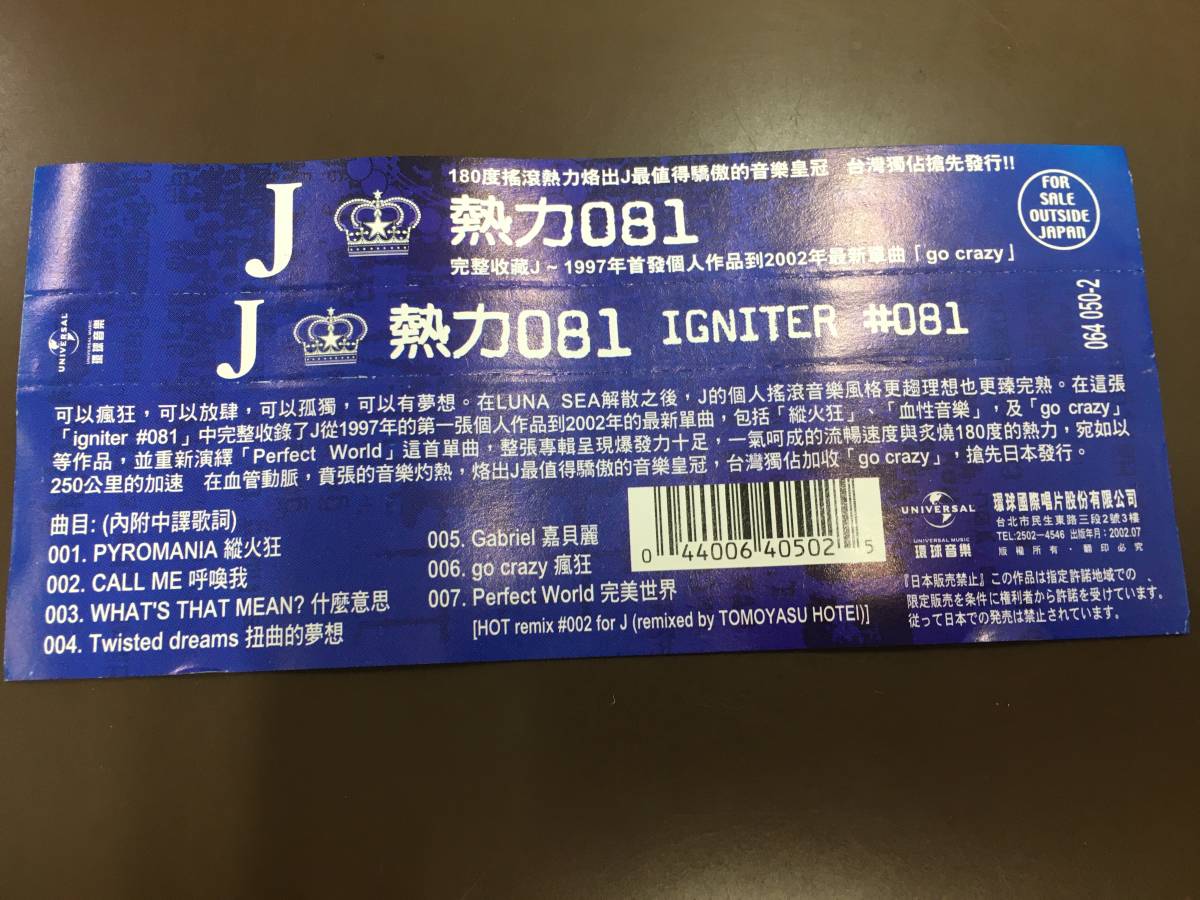 180度搖滾熱力烙出J最值得驕傲的音樂皇冠　台灣獨佔搶先發行!!
J 熱力081
完整收藏J～1997年首發個人作品到2002年最新單曲「go crazy」
FOR
SALE
OUTSIDE
JAPAN
UNIVERSAL
UNIVERSAL MUSIC
環球音樂
J 熱力081 IGNITER #081
064 050-2
可以瘋狂，可以放肆，可以孤獨，可以有夢想。在LUNA SEA解散之後，J的個人搖滾音樂風格更趨理想也更臻完熟。在這張
「igniter #081」中完整收錄了J從1997年的第一張個人作品到2002年的最新單曲，包括「縱火狂」、「血性音樂」，及「go crazy」
等作品，並重新演繹「Perfect World」這首單曲，整張專輯呈現爆發力十足，一氣呵成的流暢速度與炙燒180度的熱力，宛如以
250公里的加速　在血管動脈，賁張的音樂灼熱，烙出J最值得驕傲的音樂皇冠，台灣獨佔加收「go crazy」，搶先日本發行。
曲目: (內附中譯歌詞)
001. PYROMANIA 縱火狂
002. CALL ME 呼喚我
003. WHAT'S THAT MEAN? 什麼意思
004. Twisted dreams 扭曲的夢想
005. Gabriel 嘉貝麗
006. go crazy 瘋狂
007. Perfect World 完美世界
[HOT remix #002 for J (remixed by TOMOYASU HOTEI)]
0 44006 40502 5
UNIVERSAL
UNIVERSAL MUSIC
環球音樂
環球國際唱片股份有限公司
台北市民生東路三段2號3樓
TEL:2502－4546 出版年月：2002.07
版權所有・翻印必究
『日本販売禁止』この作品は指定許諾地域での
限定販売を条件に権利者から許諾を受けています。
従って日本での発売は禁止されています。